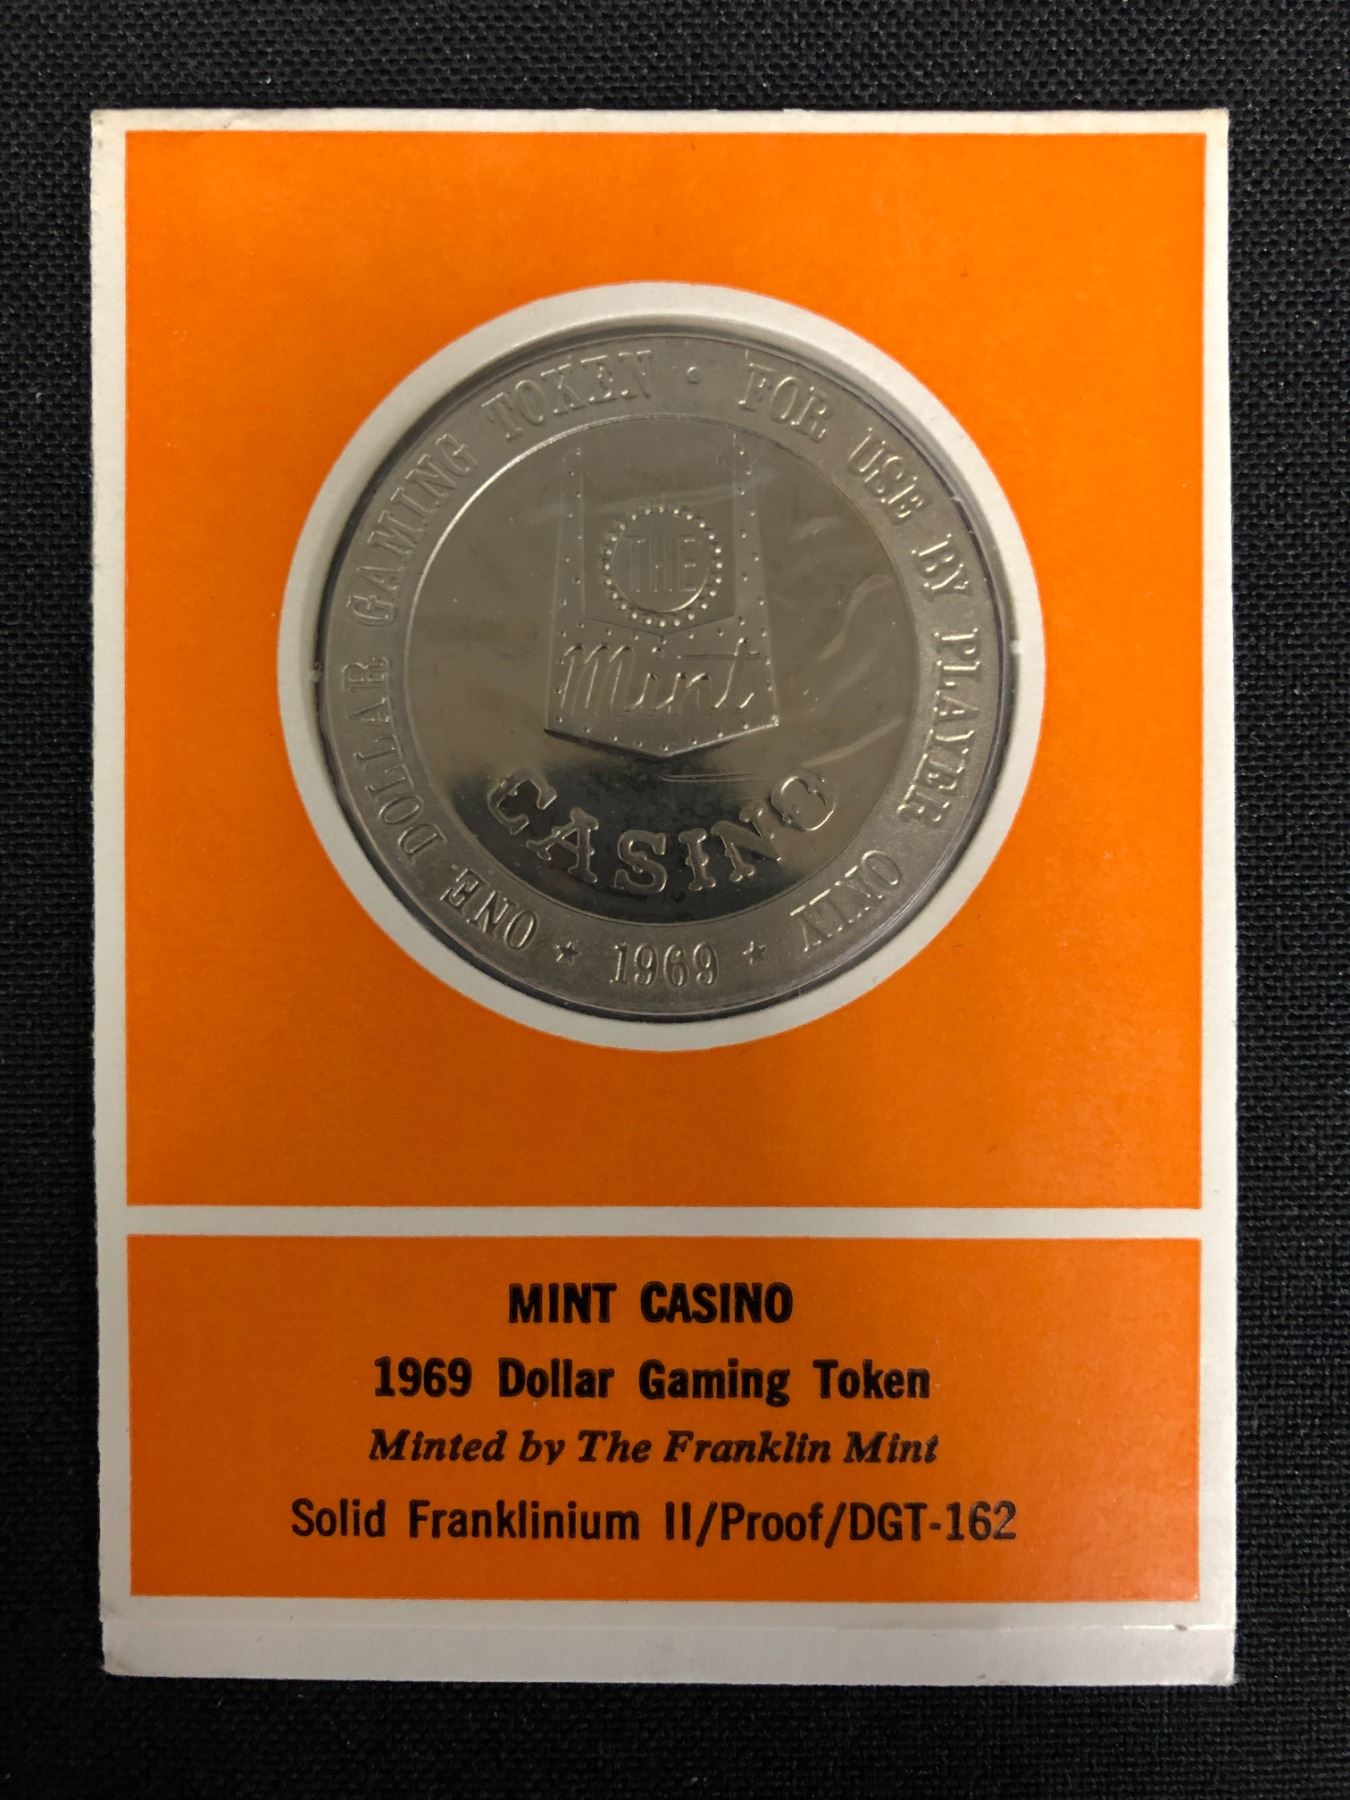 ONE DOLLAR GAMING TOKEN · FOR USE BY PLAYER ONLY
THE
Mint
CASINO
★ 1969 ★
MINT CASINO
1969 Dollar Gaming Token
Minted by The Franklin Mint
Solid Franklinium II/Proof/DGT-162